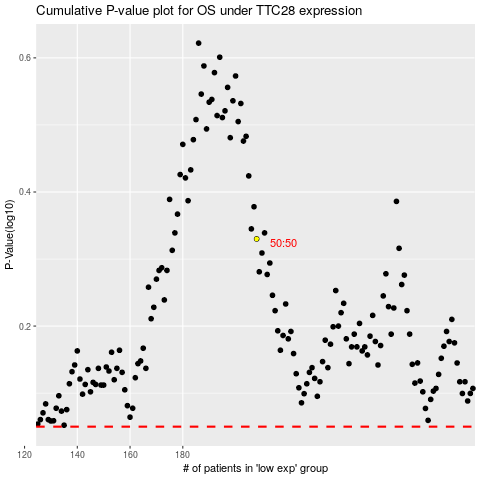 Cumulative P-value plot for OS under TTC28 expression
P-Value(log10)
0.6
0.4
0.2
50:50
120 140 160 180
# of patients in 'low exp' group